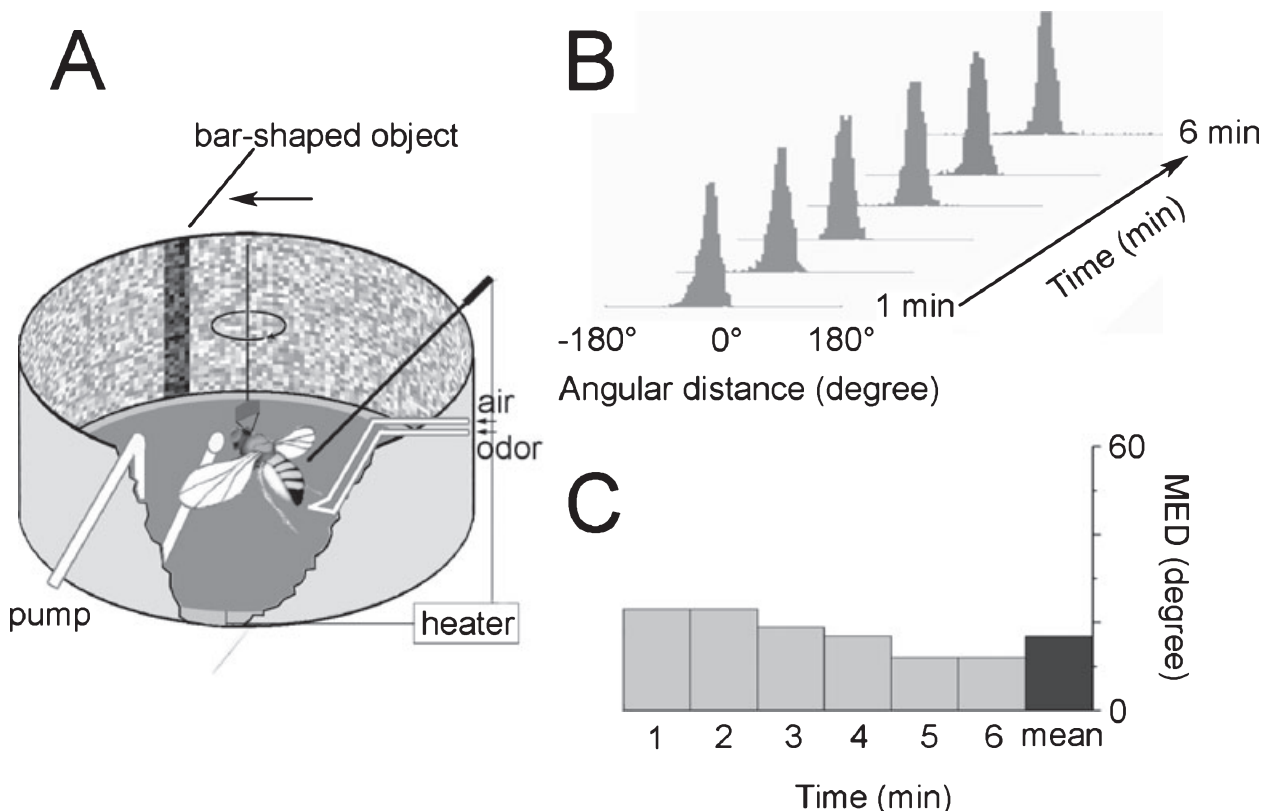 A
bar-shaped object
air
odor
pump
heater
B
6 min
Time (min)
1 min
-180° 0° 180°
Angular distance (degree)
C
60
MED (degree)
0
1 2 3 4 5 6 mean
Time (min)